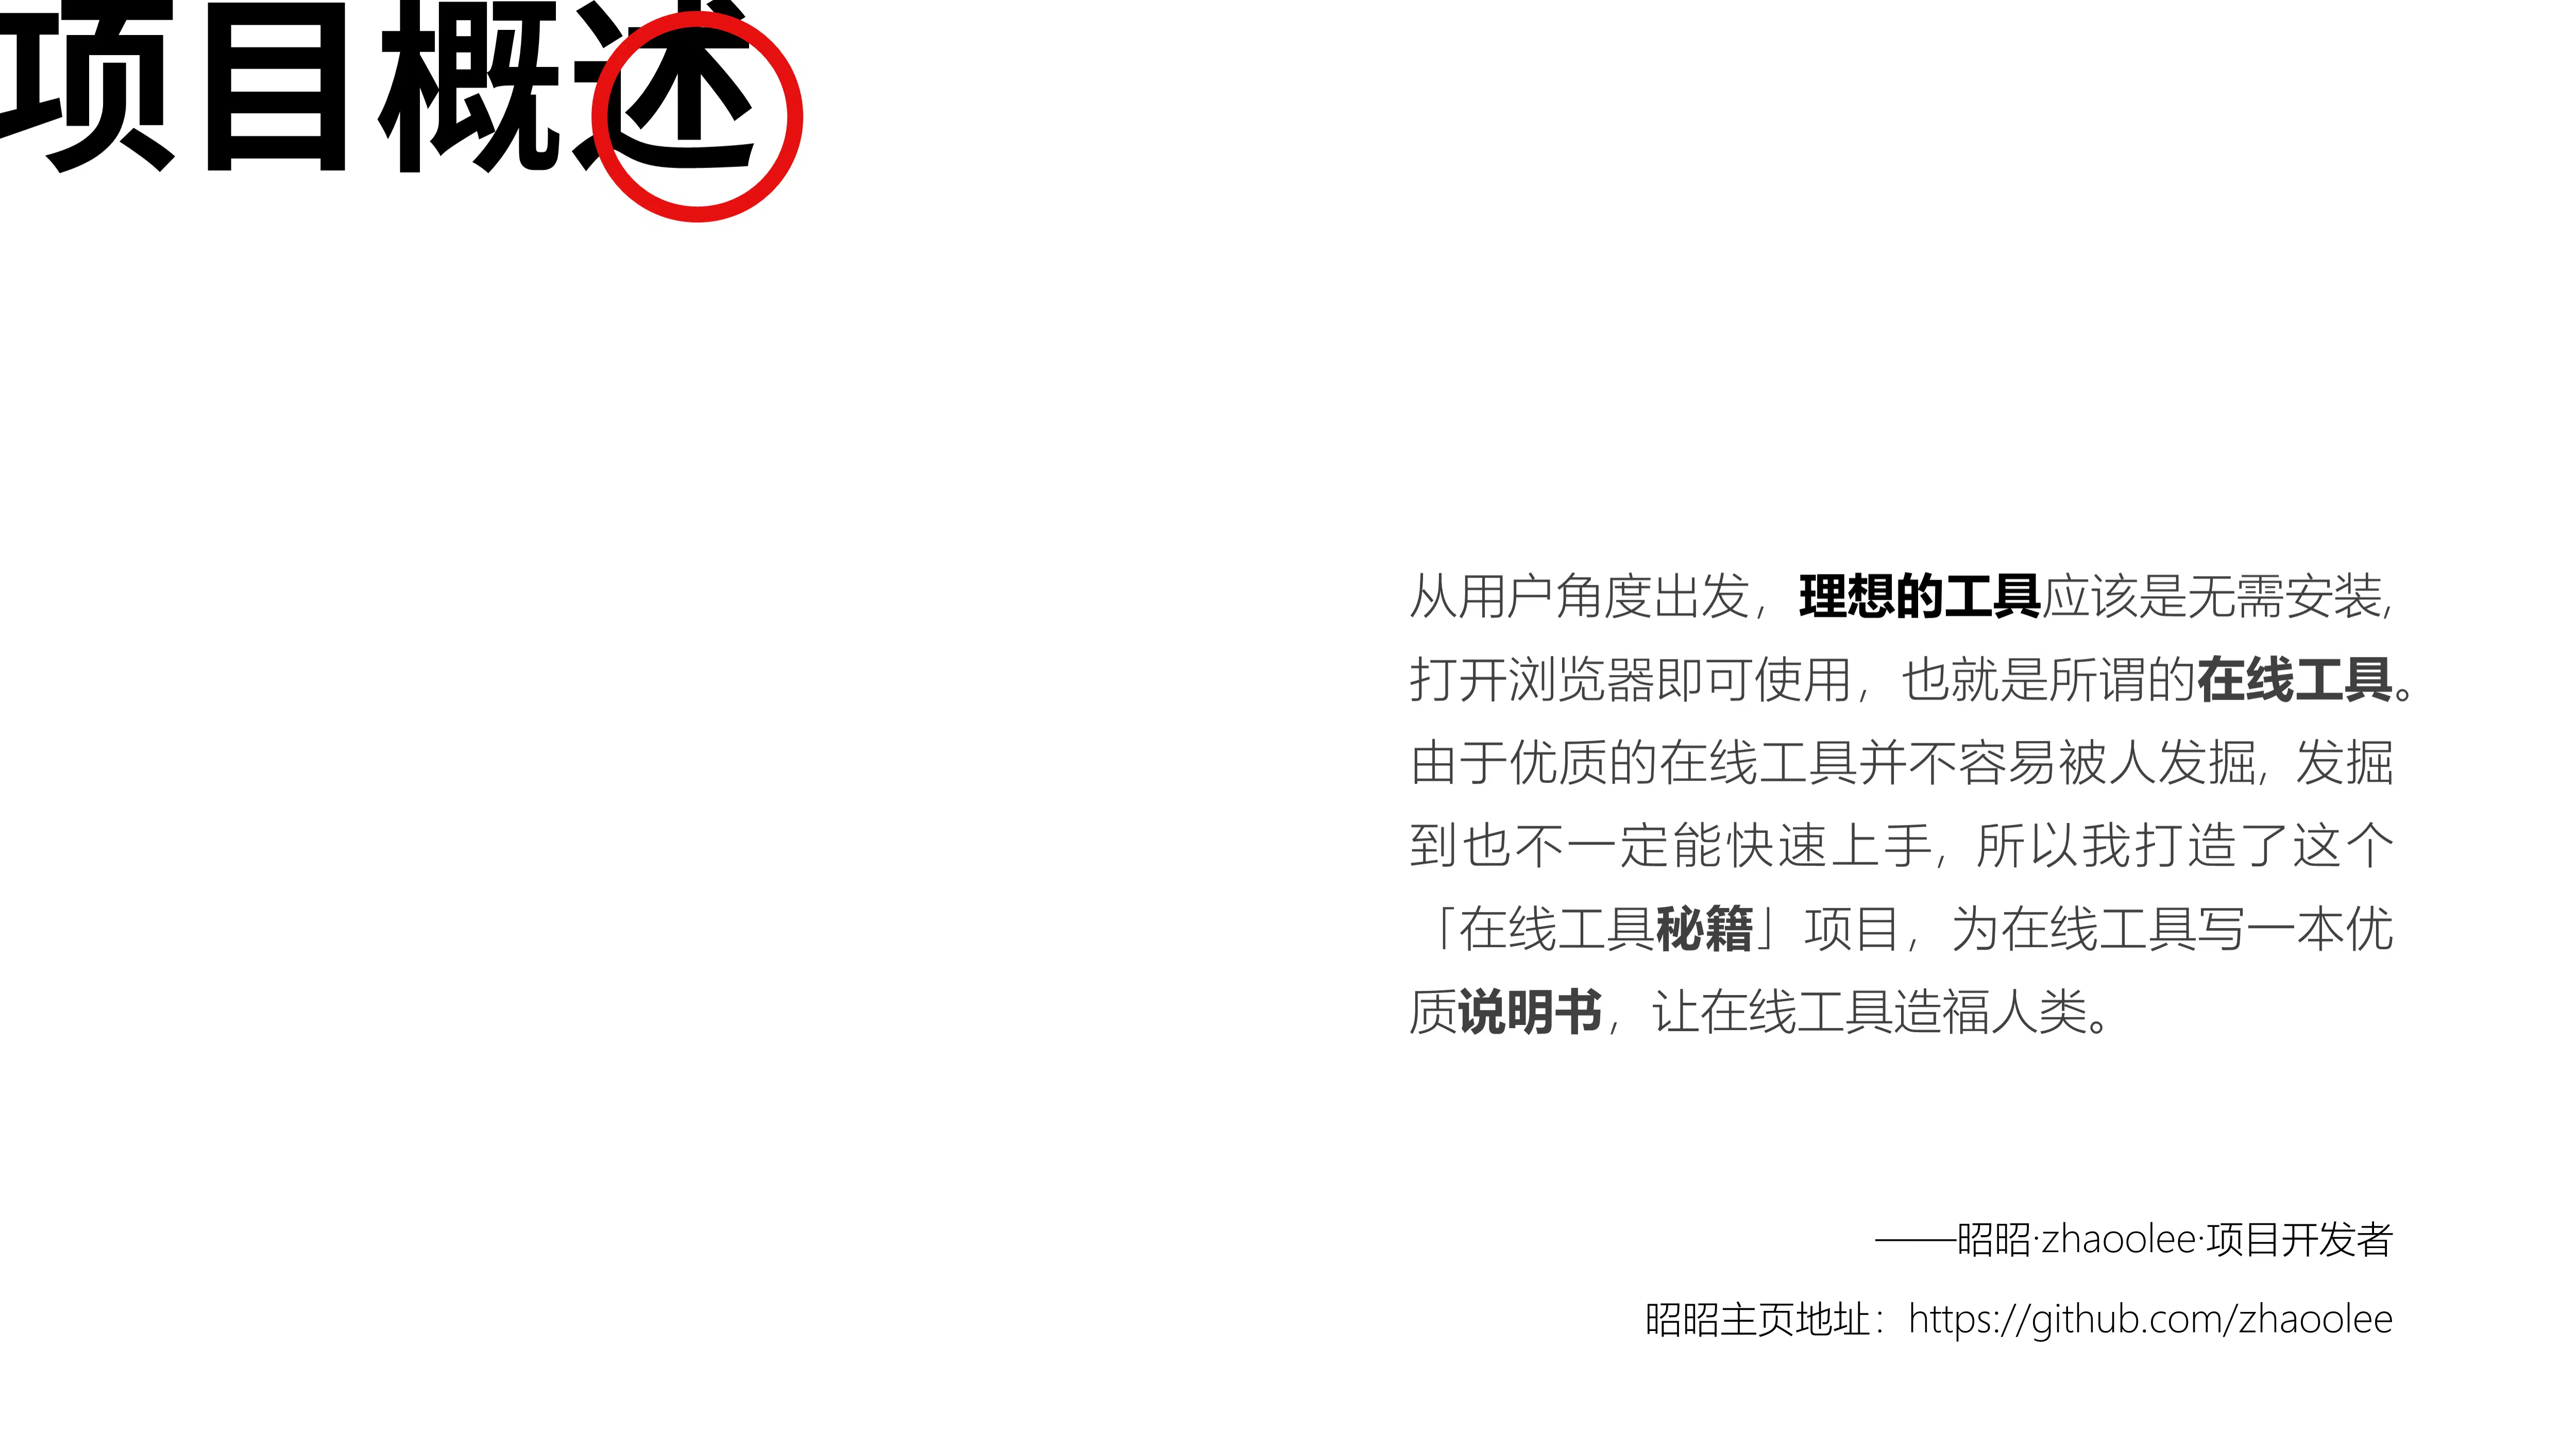 项目概述
从用户角度出发，理想的工具应该是无需安装，
打开浏览器即可使用，也就是所谓的在线工具。
由于优质的在线工具并不容易被人发掘，发掘
到也不一定能快速上手，所以我打造了这个
「在线工具秘籍」项目，为在线工具写一本优
质说明书，让在线工具造福人类。
——昭昭·zhaoolee·项目开发者
昭昭主页地址：https://github.com/zhaoolee